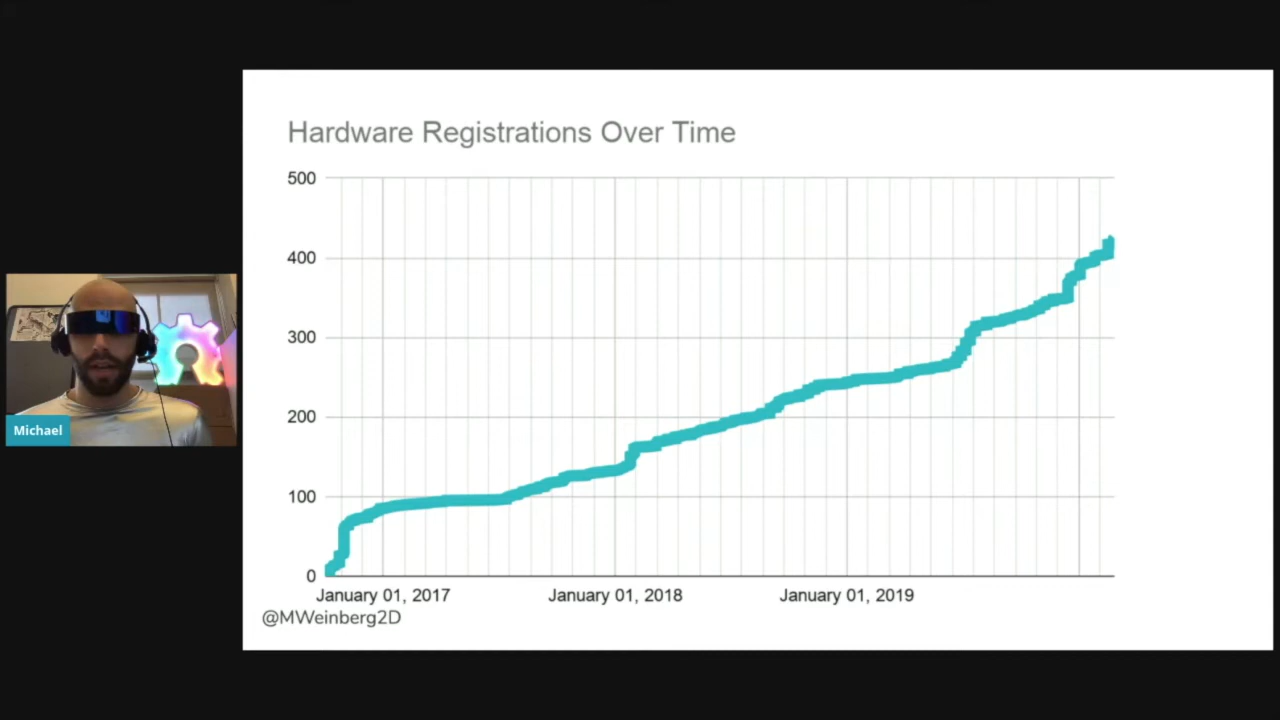 Hardware Registrations Over Time
500
400
300
200
100
0
January 01, 2017 January 01, 2018 January 01, 2019
@MWeinberg2D
Michael